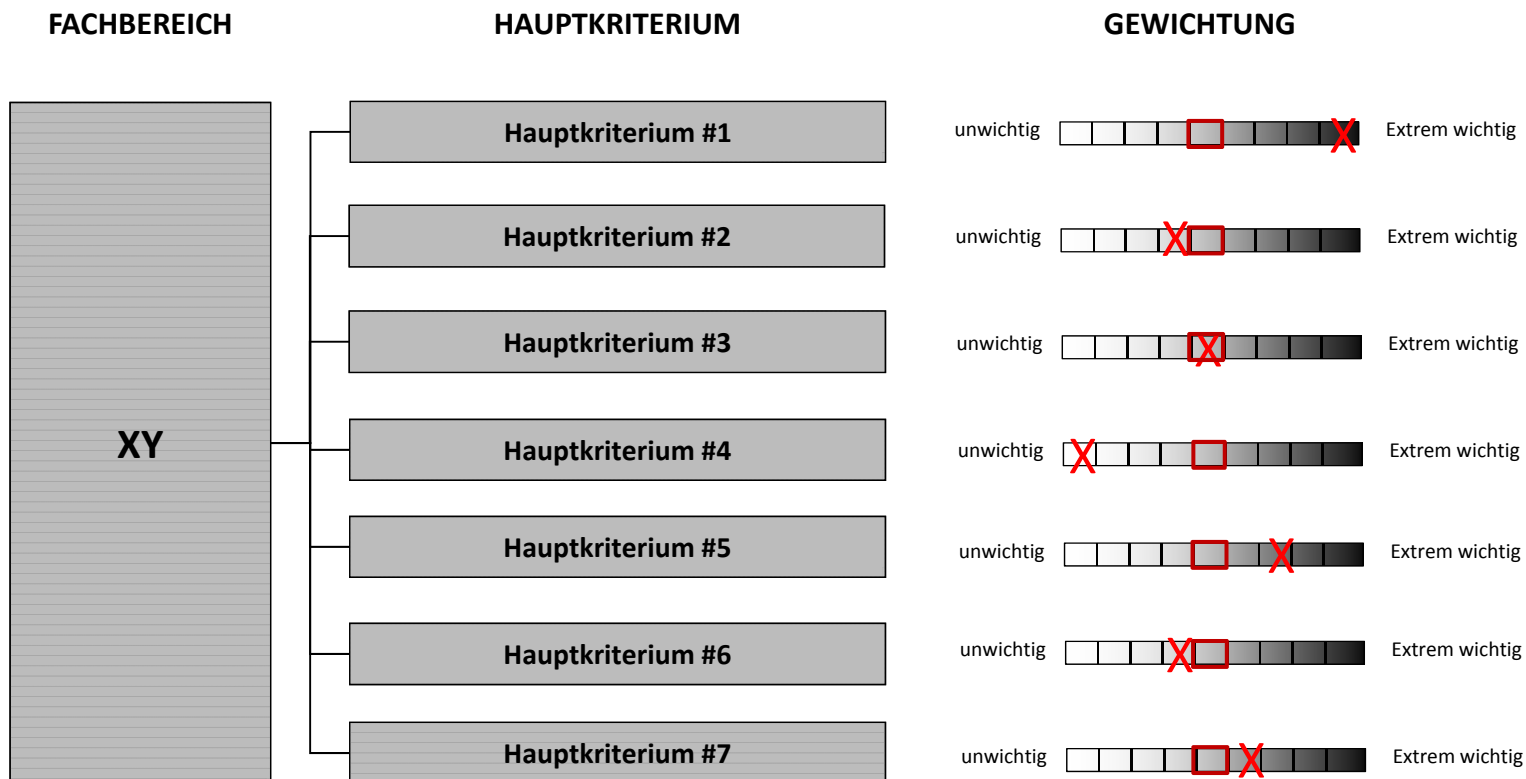 FACHBEREICH HAUPTKRITERIUM GEWICHTUNG
Hauptkriterium #1 unwichtig X Extrem wichtig
Hauptkriterium #2 unwichtig X Extrem wichtig
Hauptkriterium #3 unwichtig X Extrem wichtig
XY Hauptkriterium #4 unwichtig X Extrem wichtig
Hauptkriterium #5 unwichtig X Extrem wichtig
Hauptkriterium #6 unwichtig X Extrem wichtig
Hauptkriterium #7 unwichtig X Extrem wichtig